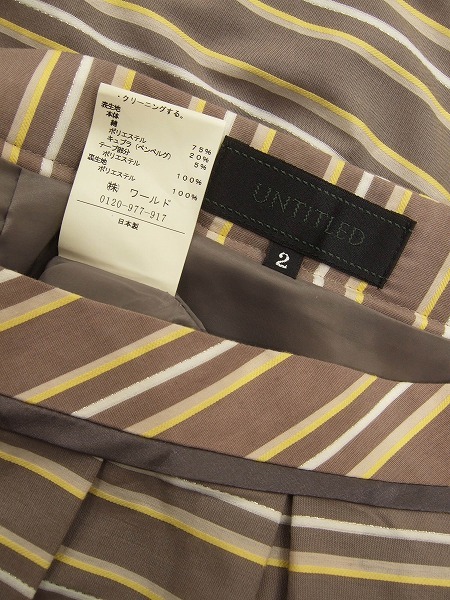 ・クリーニングする。
表生地
本体
綿 75%
ポリエステル 20%
キュプラ（ベンベルグ） 5%
テープ部分
ポリエステル 100%
裏生地
ポリエステル 100%
㈱ ワールド
0120-977-917
日本製
UNTITLED
2